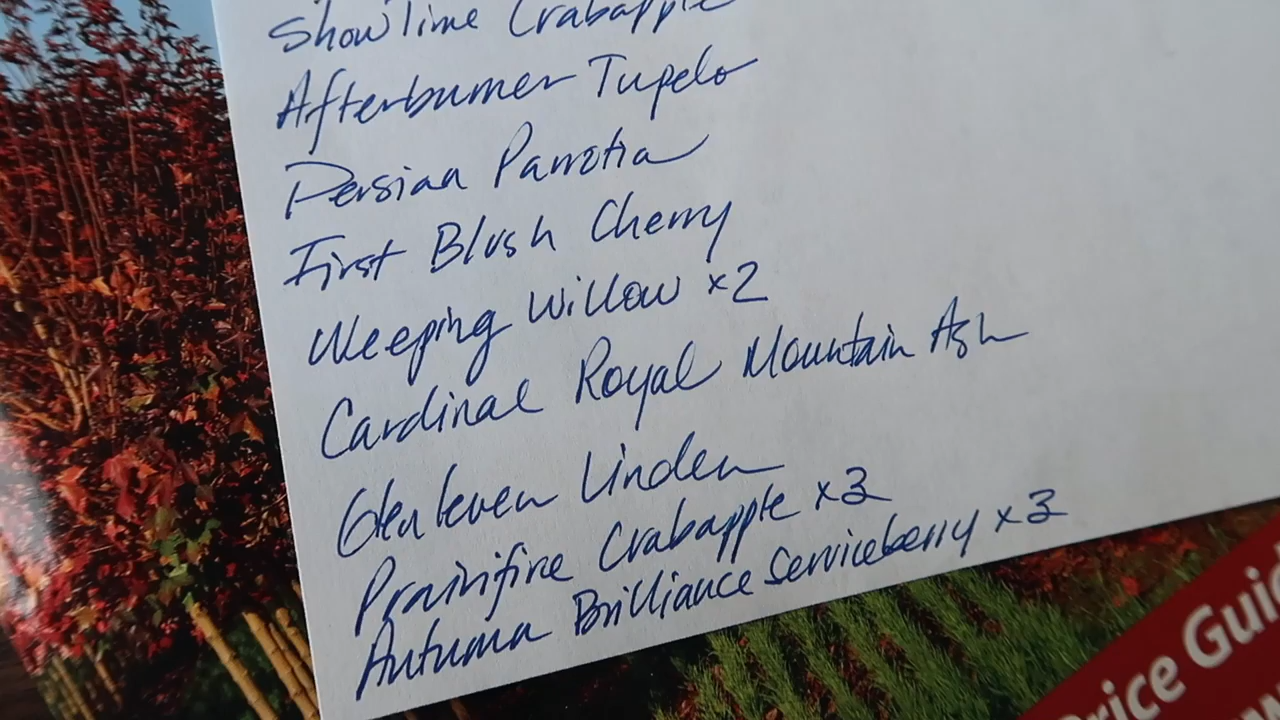 ShowTime Crabapple
Afterburner Tupelo
Persian Parrotia
First Blush Cherry
Weeping Willow x2
Cardinal Royal Mountain Ash
Glenleven Linden
Prairifire Crabapple x3
Autumn Brilliance Serviceberry x3
rice Guid